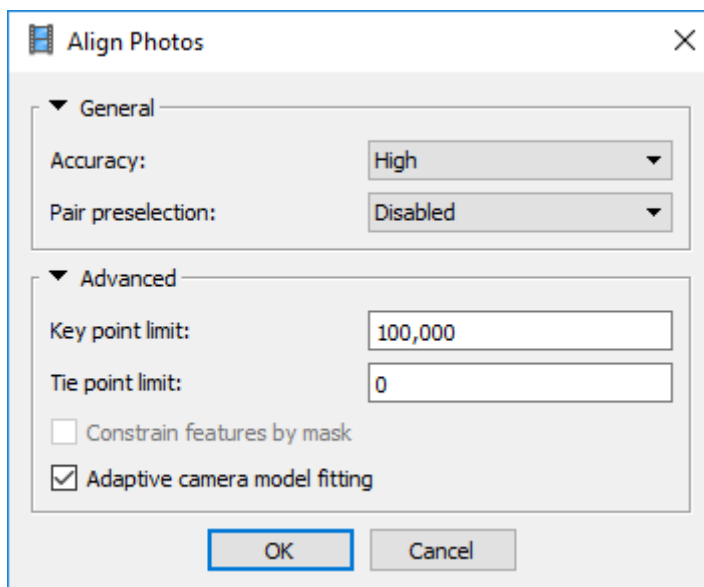 Align Photos
General
Accuracy: High
Pair preselection: Disabled
Advanced
Key point limit: 100,000
Tie point limit: 0
Constrain features by mask
Adaptive camera model fitting
OK Cancel